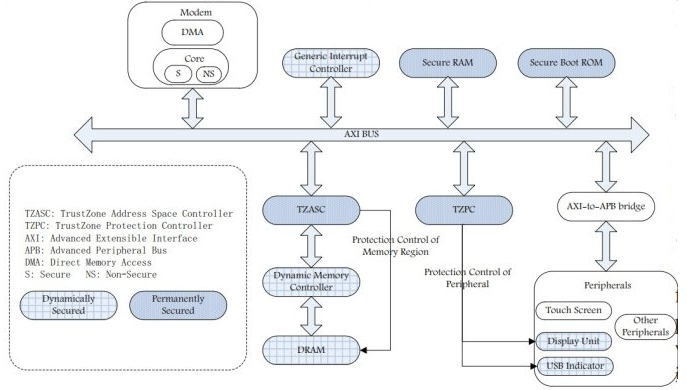 Modem
DMA
Core
S
NS
Generic Interrupt
Controller
Secure RAM
Secure Boot ROM
AXI BUS
TZASC: TrustZone Address Space Controller
TZPC: TrustZone Protection Controller
AXI: Advanced Extensible Interface
APB: Advanced Peripheral Bus
DMA: Direct Memory Access
S: Secure NS: Non-Secure
Dynamically
Secured
Permanently
Secured
TZASC
TZPC
AXI-to-APB bridge
Protection Control of
Memory Region
Dynamic Memory
Controller
Protection Control of
Peripheral
DRAM
Peripherals
Touch Screen
Other
Peripherals
Display Unit
USB Indicator